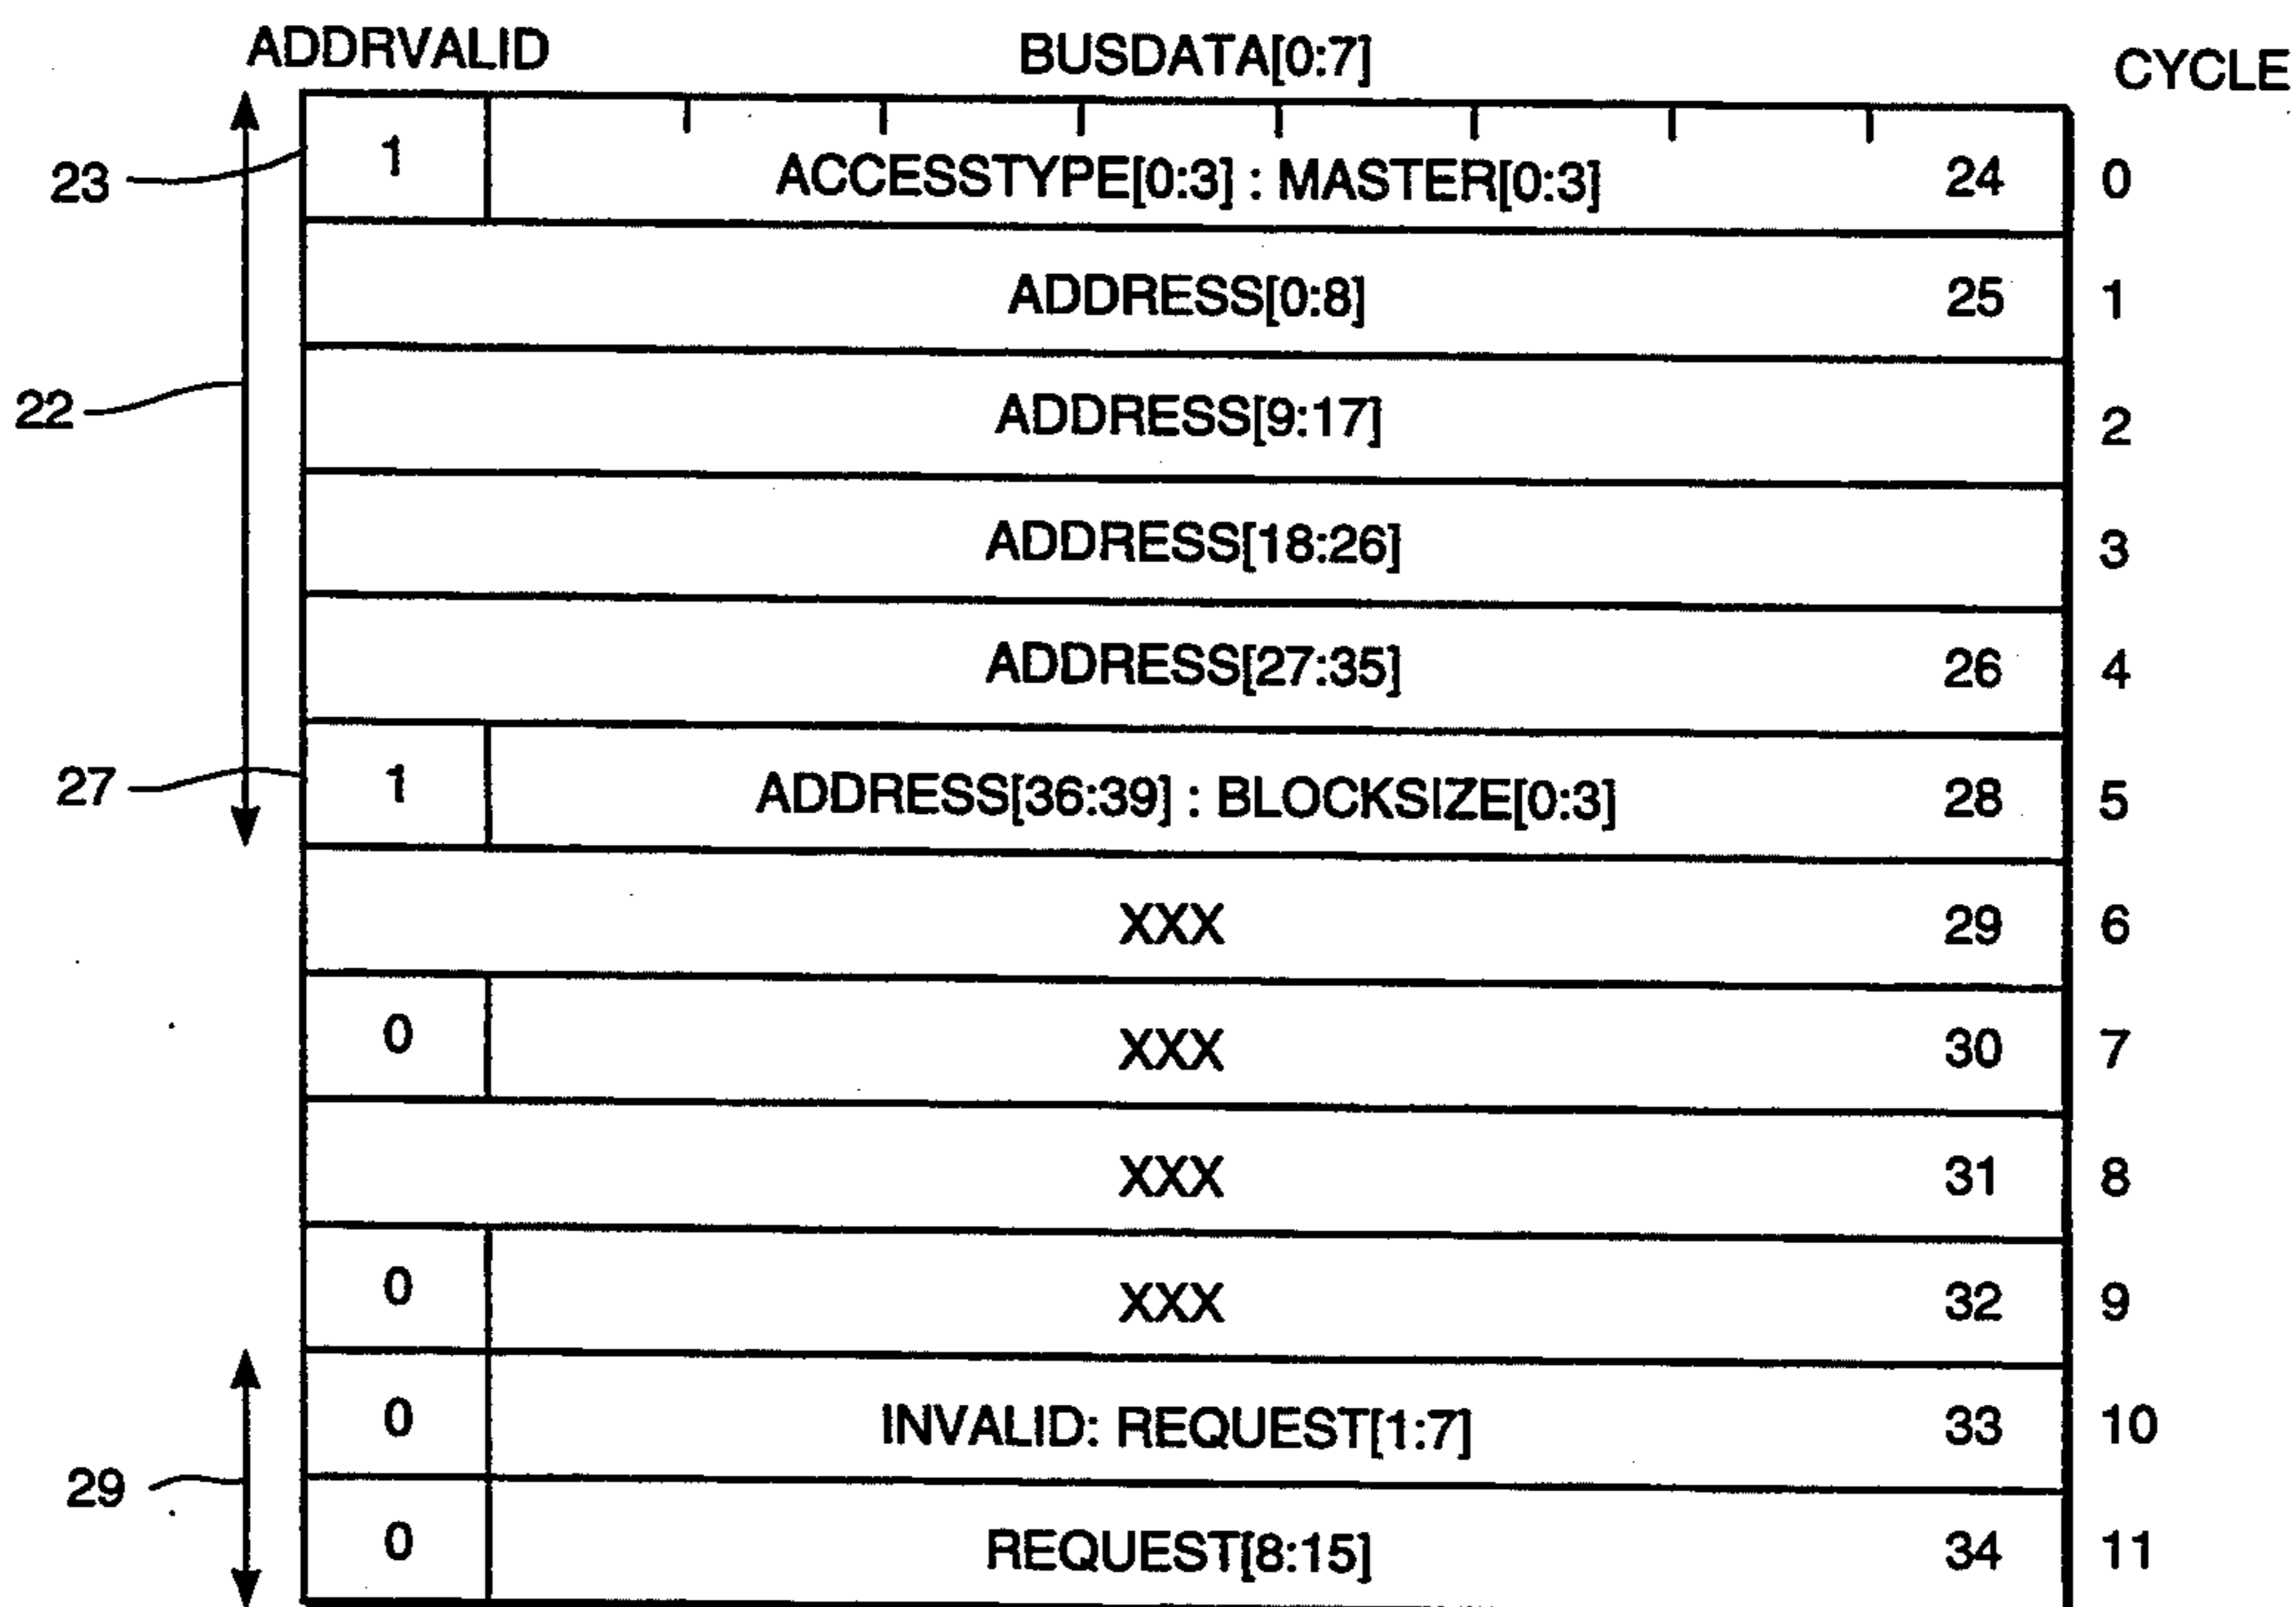 ADDRVALID BUSDATA[0:7] CYCLE
23 1 ACCESSTYPE[0:3] : MASTER[0:3] 24 0
ADDRESS[0:8] 25 1
22 ADDRESS[9:17] 2
ADDRESS[18:26] 3
ADDRESS[27:35] 26 4
27 1 ADDRESS[36:39] : BLOCKSIZE[0:3] 28 5
XXX 29 6
0 XXX 30 7
XXX 31 8
0 XXX 32 9
0 INVALID: REQUEST[1:7] 33 10
29 0 REQUEST[8:15] 34 11